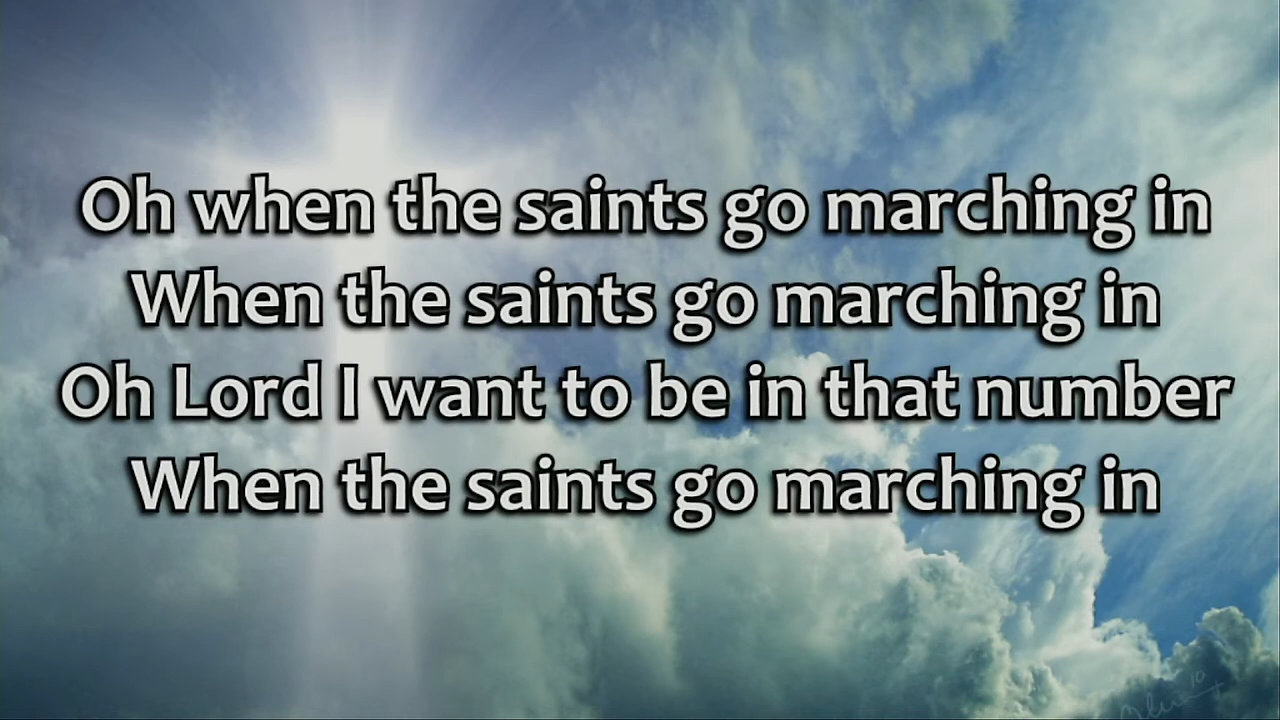 Oh when the saints go marching in
When the saints go marching in
Oh Lord I want to be in that number
When the saints go marching in